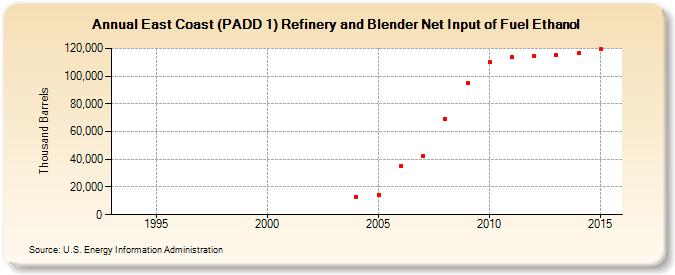 Annual East Coast (PADD 1) Refinery and Blender Net Input of Fuel Ethanol
Thousand Barrels
120,000
100,000
80,000
60,000
40,000
20,000
0
1995 2000 2005 2010 2015
Source: U.S. Energy Information Administration